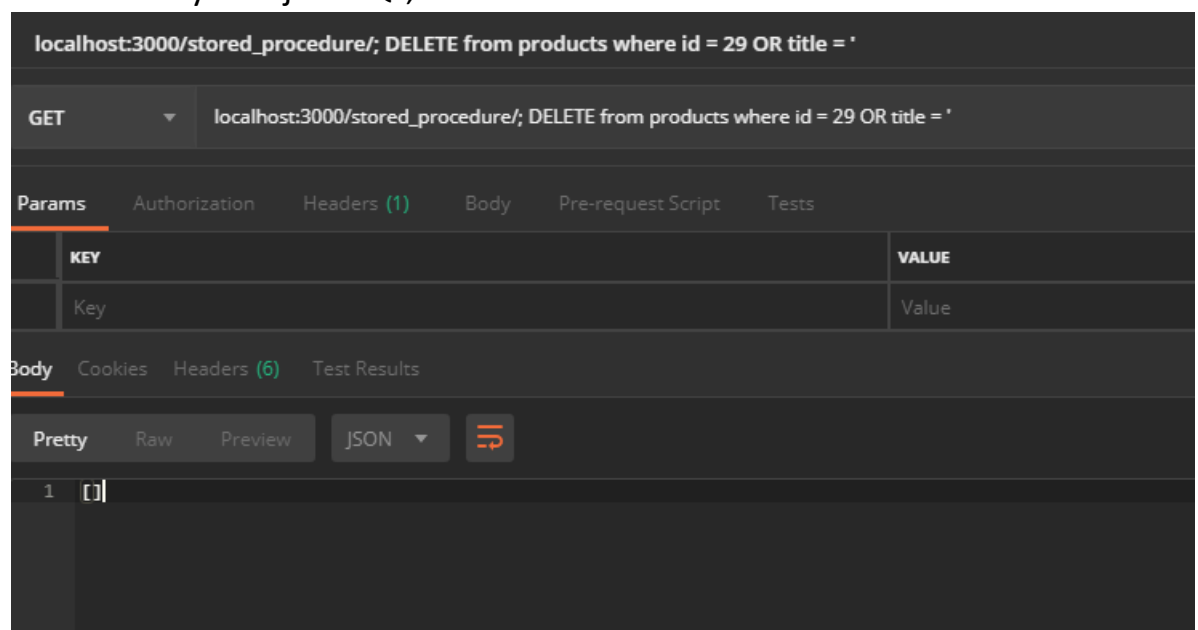 localhost:3000/stored_procedure/; DELETE from products where id = 29 OR title = '
GET localhost:3000/stored_procedure/; DELETE from products where id = 29 OR title = '
Params Authorization Headers (1) Body Pre-request Script Tests
KEY VALUE
Key Value
Body Cookies Headers (6) Test Results
Pretty Raw Preview JSON
1 []